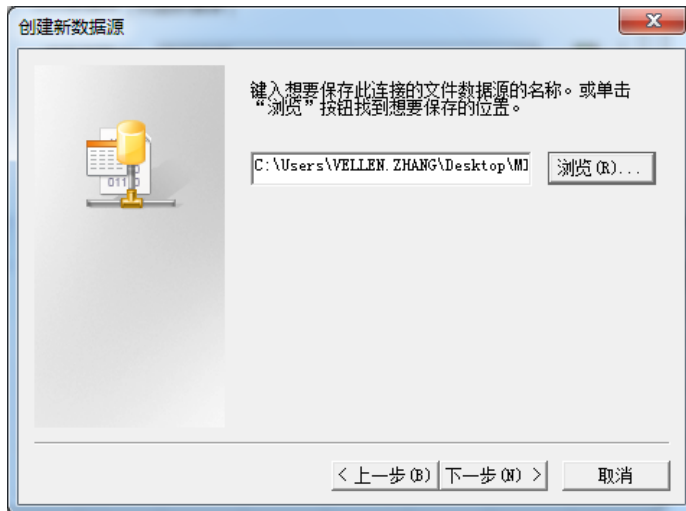 创建新数据源
键入想要保存此连接的文件数据源的名称。或单击
“浏览”按钮找到想要保存的位置。
C:\Users\VELLEN.ZHANG\Desktop\MI
浏览(R)...
< 上一步(B)
下一步(N) >
取消